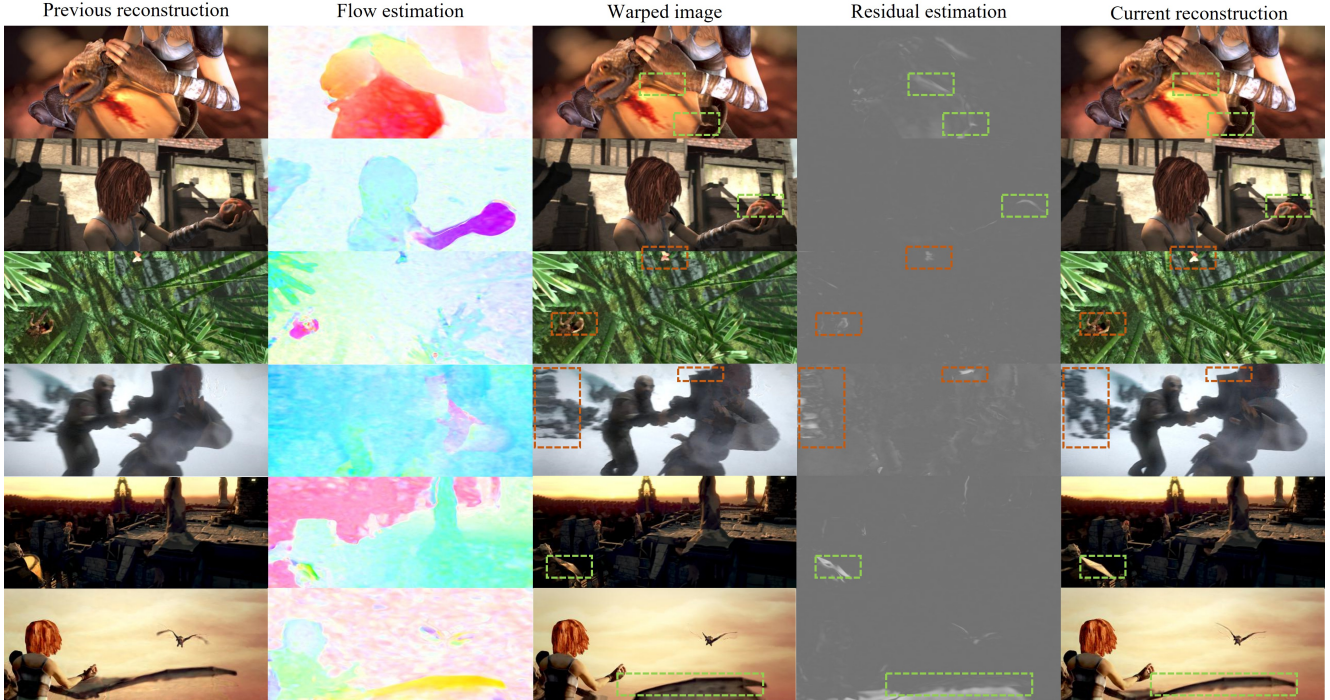 Previous reconstruction
Flow estimation
Warped image
Residual estimation
Current reconstruction